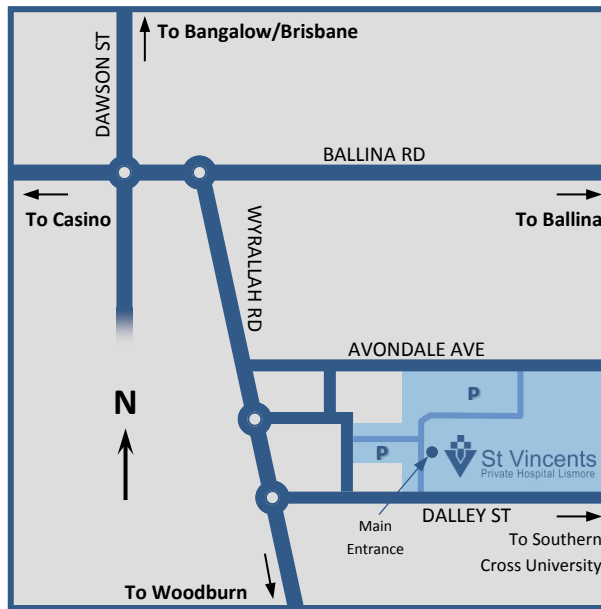 To Bangalow/Brisbane
DAWSON ST
BALLINA RD
To Casino
To Ballina
WYRALLAH RD
AVONDALE AVE
N
P
P
St Vincents
Private Hospital Lismore
Main
Entrance
DALLEY ST
To Southern
Cross University
To Woodburn